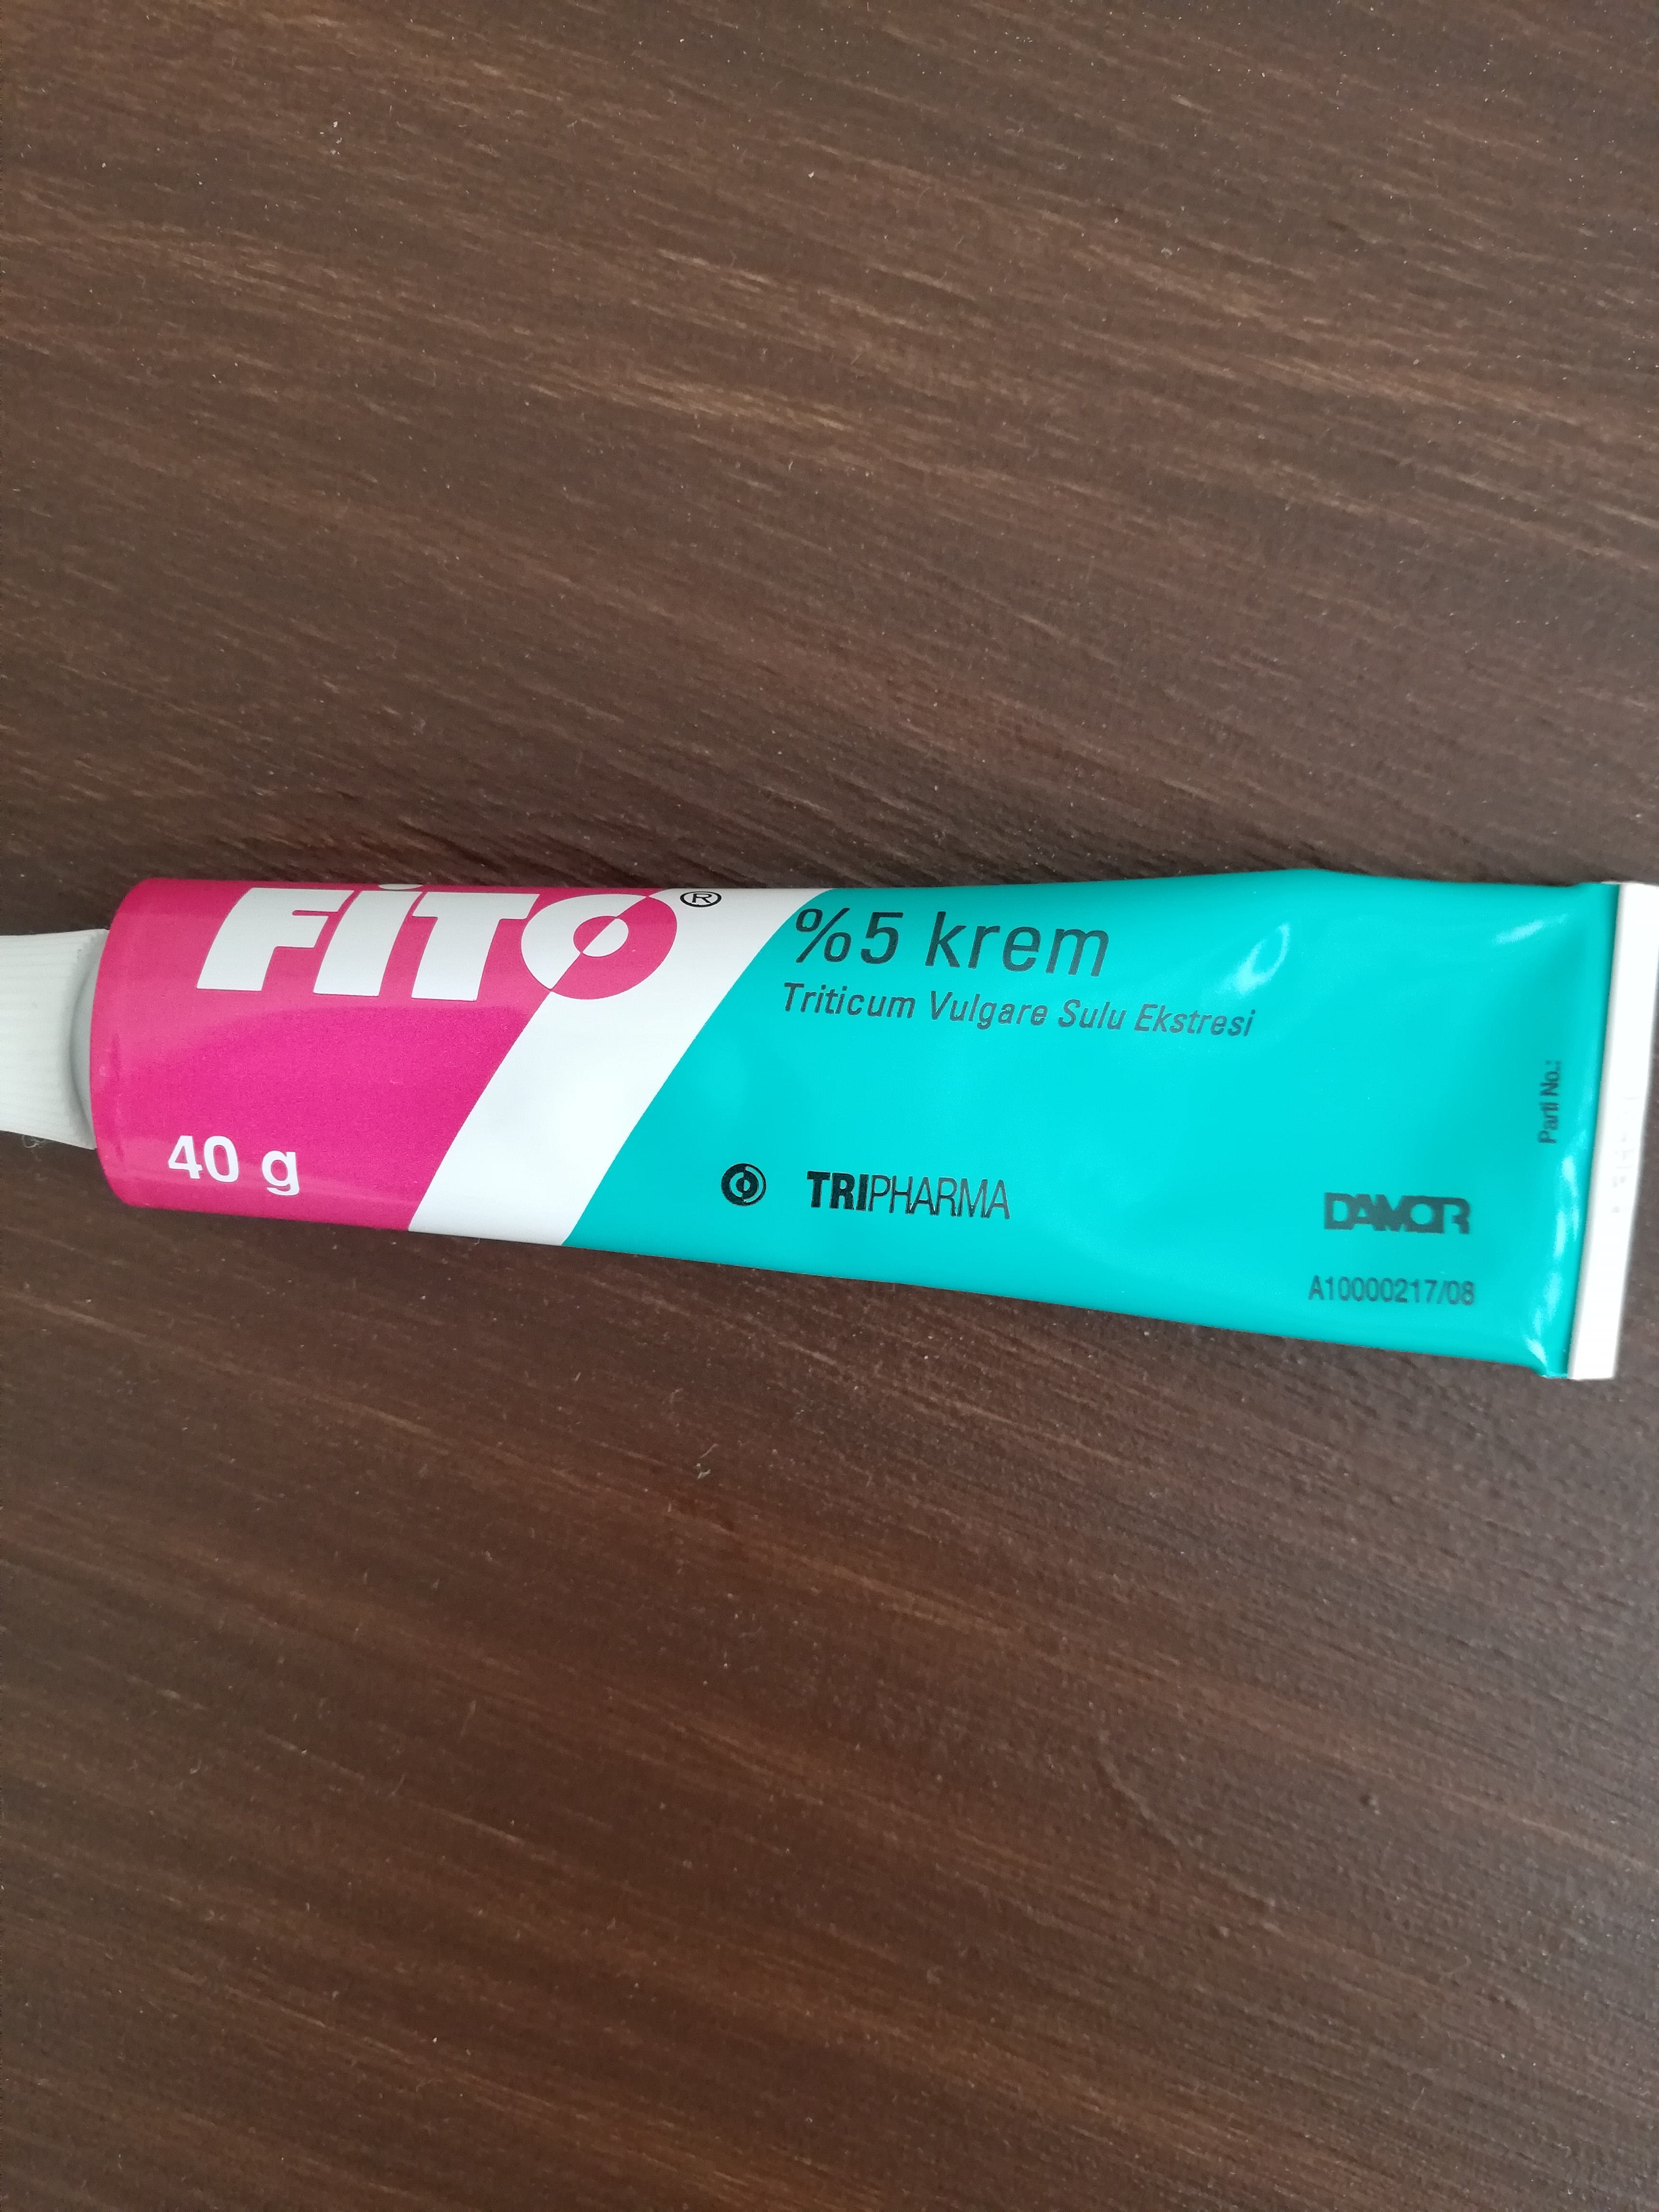 FiTO®
%5 krem
Triticum Vulgare Sulu Ekstresi
40 g
TRIPHARMA
Parti No.:
DAMOR
A10000217/08